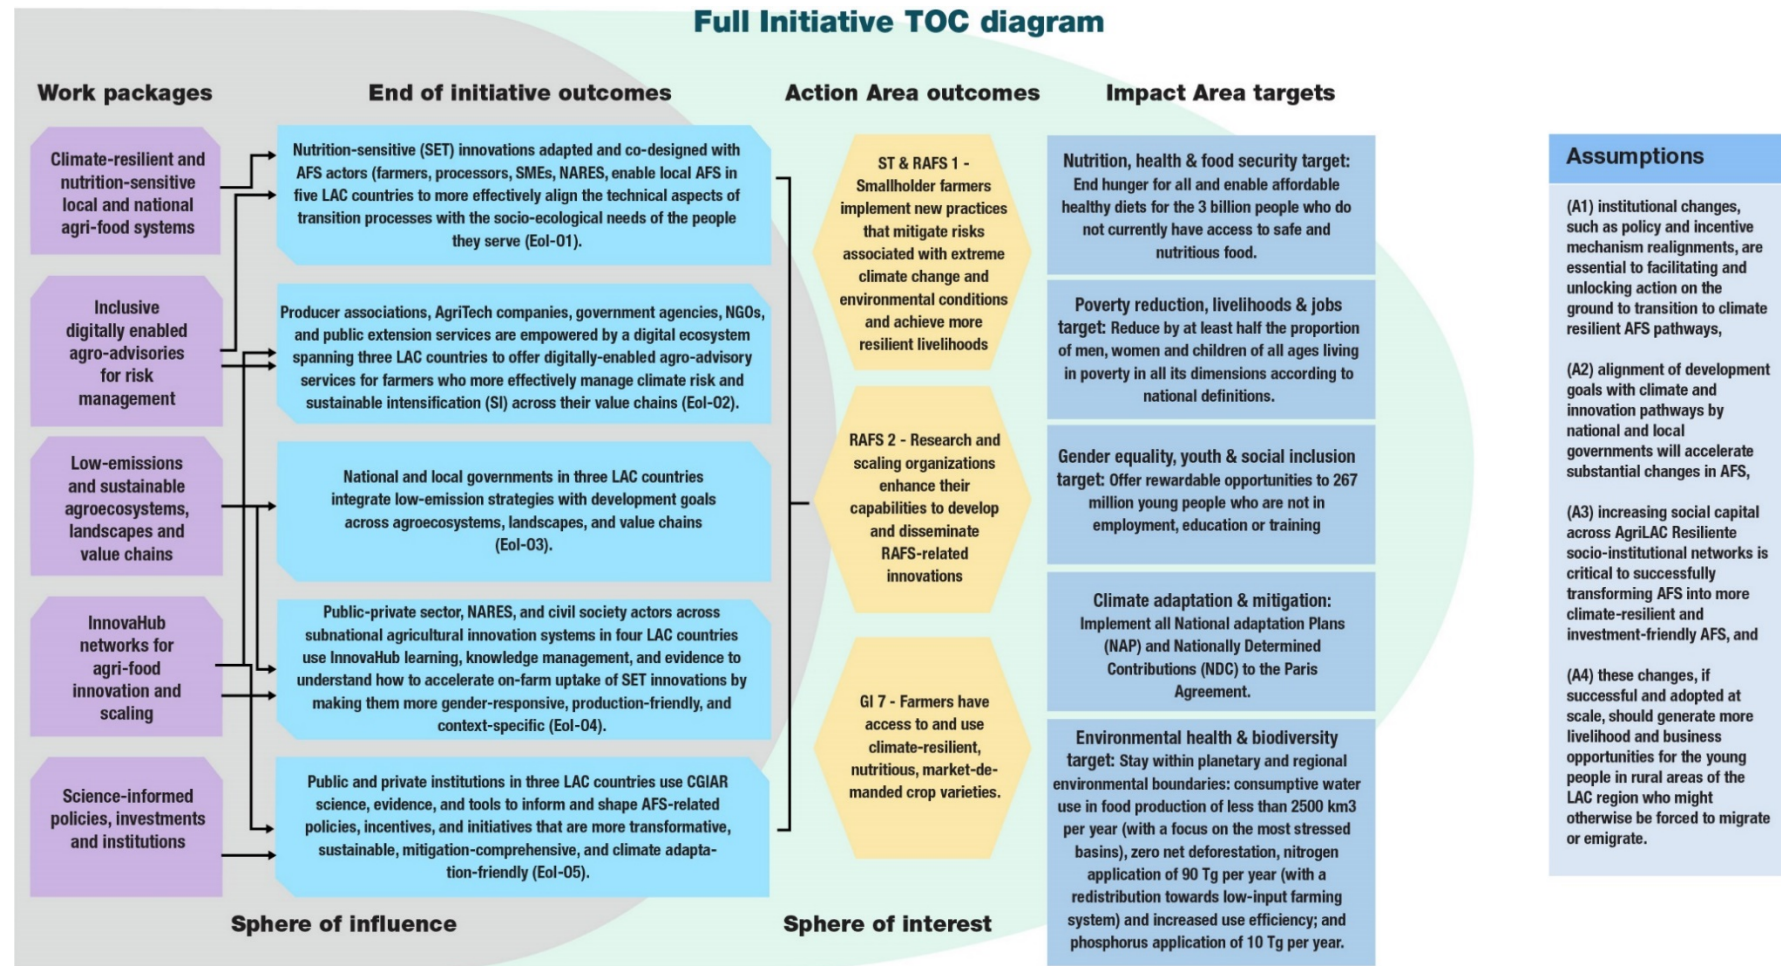 Full Initiative TOC diagram
Work packages
Climate-resilient and
nutrition-sensitive
local and national
agri-food systems
Inclusive
digitally enabled
agro-advisories
for risk
management
Low-emissions
and sustainable
agroecosystems,
landscapes and
value chains
InnovaHub
networks for
agri-food
innovation and
scaling
Science-informed
policies, investments
and institutions
End of initiative outcomes
Nutrition-sensitive (SET) innovations adapted and co-designed with
AFS actors (farmers, processors, SMEs, NARES, enable local AFS in
five LAC countries to more effectively align the technical aspects of
transition processes with the socio-ecological needs of the people
they serve (EoI-01).
Producer associations, AgriTech companies, government agencies, NGOs,
and public extension services are empowered by a digital ecosystem
spanning three LAC countries to offer digitally-enabled agro-advisory
services for farmers who more effectively manage climate risk and
sustainable intensification (SI) across their value chains (EoI-02).
National and local governments in three LAC countries
integrate low-emission strategies with development goals
across agroecosystems, landscapes, and value chains
(EoI-03).
Public-private sector, NARES, and civil society actors across
subnational agricultural innovation systems in four LAC countries
use InnovaHub learning, knowledge management, and evidence to
understand how to accelerate on-farm uptake of SET innovations by
making them more gender-responsive, production-friendly, and
context-specific (EoI-04).
Public and private institutions in three LAC countries use CGIAR
science, evidence, and tools to inform and shape AFS-related
policies, incentives, and initiatives that are more transformative,
sustainable, mitigation-comprehensive, and climate adapta-
tion-friendly (EoI-05).
Sphere of influence
Action Area outcomes
ST & RAFS 1 -
Smallholder farmers
implement new practices
that mitigate risks
associated with extreme
climate change and
environmental conditions
and achieve more
resilient livelihoods
RAFS 2 - Research and
scaling organizations
enhance their
capabilities to develop
and disseminate
RAFS-related
innovations
GI 7 - Farmers have
access to and use
climate-resilient,
nutritious, market-de-
manded crop varieties.
Sphere of interest
Impact Area targets
Nutrition, health & food security target:
End hunger for all and enable affordable
healthy diets for the 3 billion people who do
not currently have access to safe and
nutritious food.
Poverty reduction, livelihoods & jobs
target: Reduce by at least half the proportion
of men, women and children of all ages living
in poverty in all its dimensions according to
national definitions.
Gender equality, youth & social inclusion
target: Offer rewardable opportunities to 267
million young people who are not in
employment, education or training
Climate adaptation & mitigation:
Implement all National adaptation Plans
(NAP) and Nationally Determined
Contributions (NDC) to the Paris
Agreement.
Environmental health & biodiversity
target: Stay within planetary and regional
environmental boundaries: consumptive water
use in food production of less than 2500 km3
per year (with a focus on the most stressed
basins), zero net deforestation, nitrogen
application of 90 Tg per year (with a
redistribution towards low-input farming
system) and increased use efficiency; and
phosphorus application of 10 Tg per year.
Assumptions
(A1) institutional changes,
such as policy and incentive
mechanism realignments, are
essential to facilitating and
unlocking action on the
ground to transition to climate
resilient AFS pathways,
(A2) alignment of development
goals with climate and
innovation pathways by
national and local
governments will accelerate
substantial changes in AFS,
(A3) increasing social capital
across AgriLAC Resiliente
socio-institutional networks is
critical to successfully
transforming AFS into more
climate-resilient and
investment-friendly AFS, and
(A4) these changes, if
successful and adopted at
scale, should generate more
livelihood and business
opportunities for the young
people in rural areas of the
LAC region who might
otherwise be forced to migrate
or emigrate.